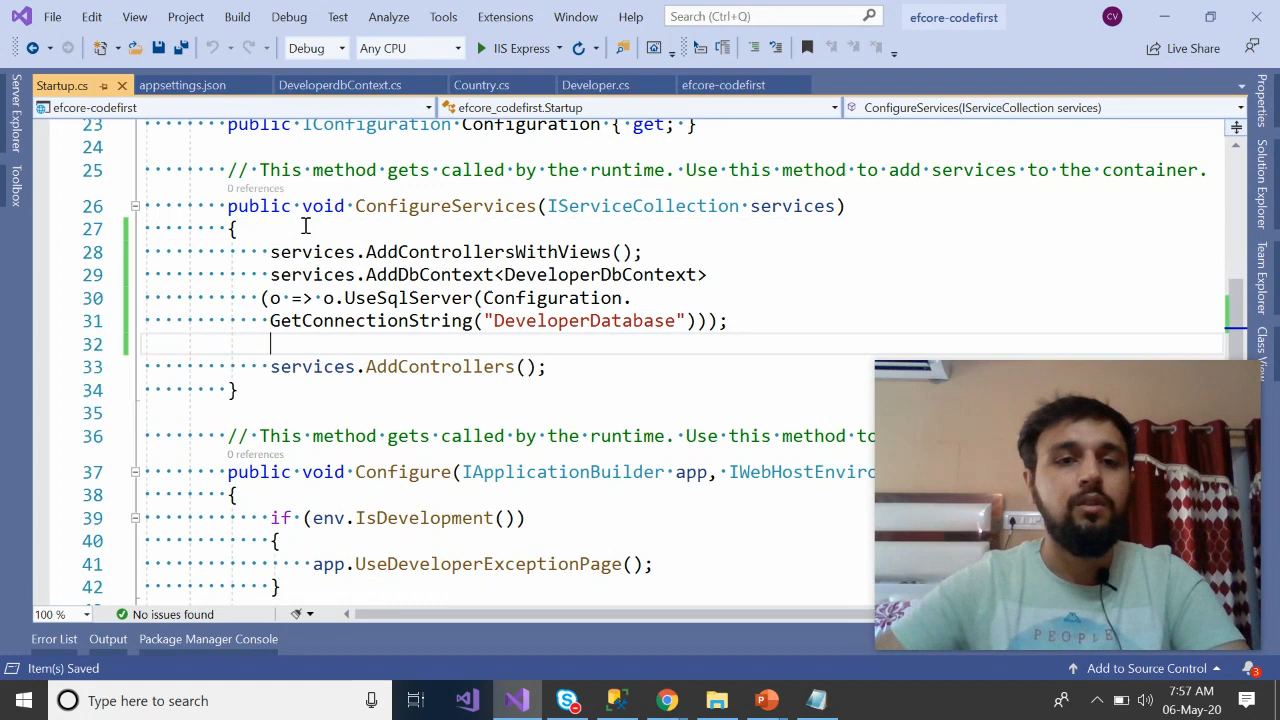 File Edit View Project Build Debug Test Analyze Tools Extensions Window Help Search (Ctrl+Q) efcore-codefirst CV
Debug Any CPU IIS Express Live Share
Startup.cs appsettings.json DeveloperdbContext.cs Country.cs Developer.cs efcore-codefirst
efcore-codefirst efcore_codefirst.Startup ConfigureServices(IServiceCollection services)
Server Explorer
Toolbox
Properties
Solution Explorer
Team Explorer
Class View
23 public IConfiguration Configuration { get; }
24
25 // This method gets called by the runtime. Use this method to add services to the container.
0 references
26 public void ConfigureServices(IServiceCollection services)
27 {
28 services.AddControllersWithViews();
29 services.AddDbContext<DeveloperDbContext>
30 (o => o.UseSqlServer(Configuration.
31 GetConnectionString("DeveloperDatabase")));
32
33 services.AddControllers();
34 }
35
36 // This method gets called by the runtime. Use this method to
0 references
37 public void Configure(IApplicationBuilder app, IWebHostEnviro
38 {
39 if (env.IsDevelopment())
40 {
41 app.UseDeveloperExceptionPage();
42 }
100 % No issues found
PEOPLE
Error List Output Package Manager Console
Item(s) Saved Add to Source Control 3
Type here to search
7:57 AM
06-May-20